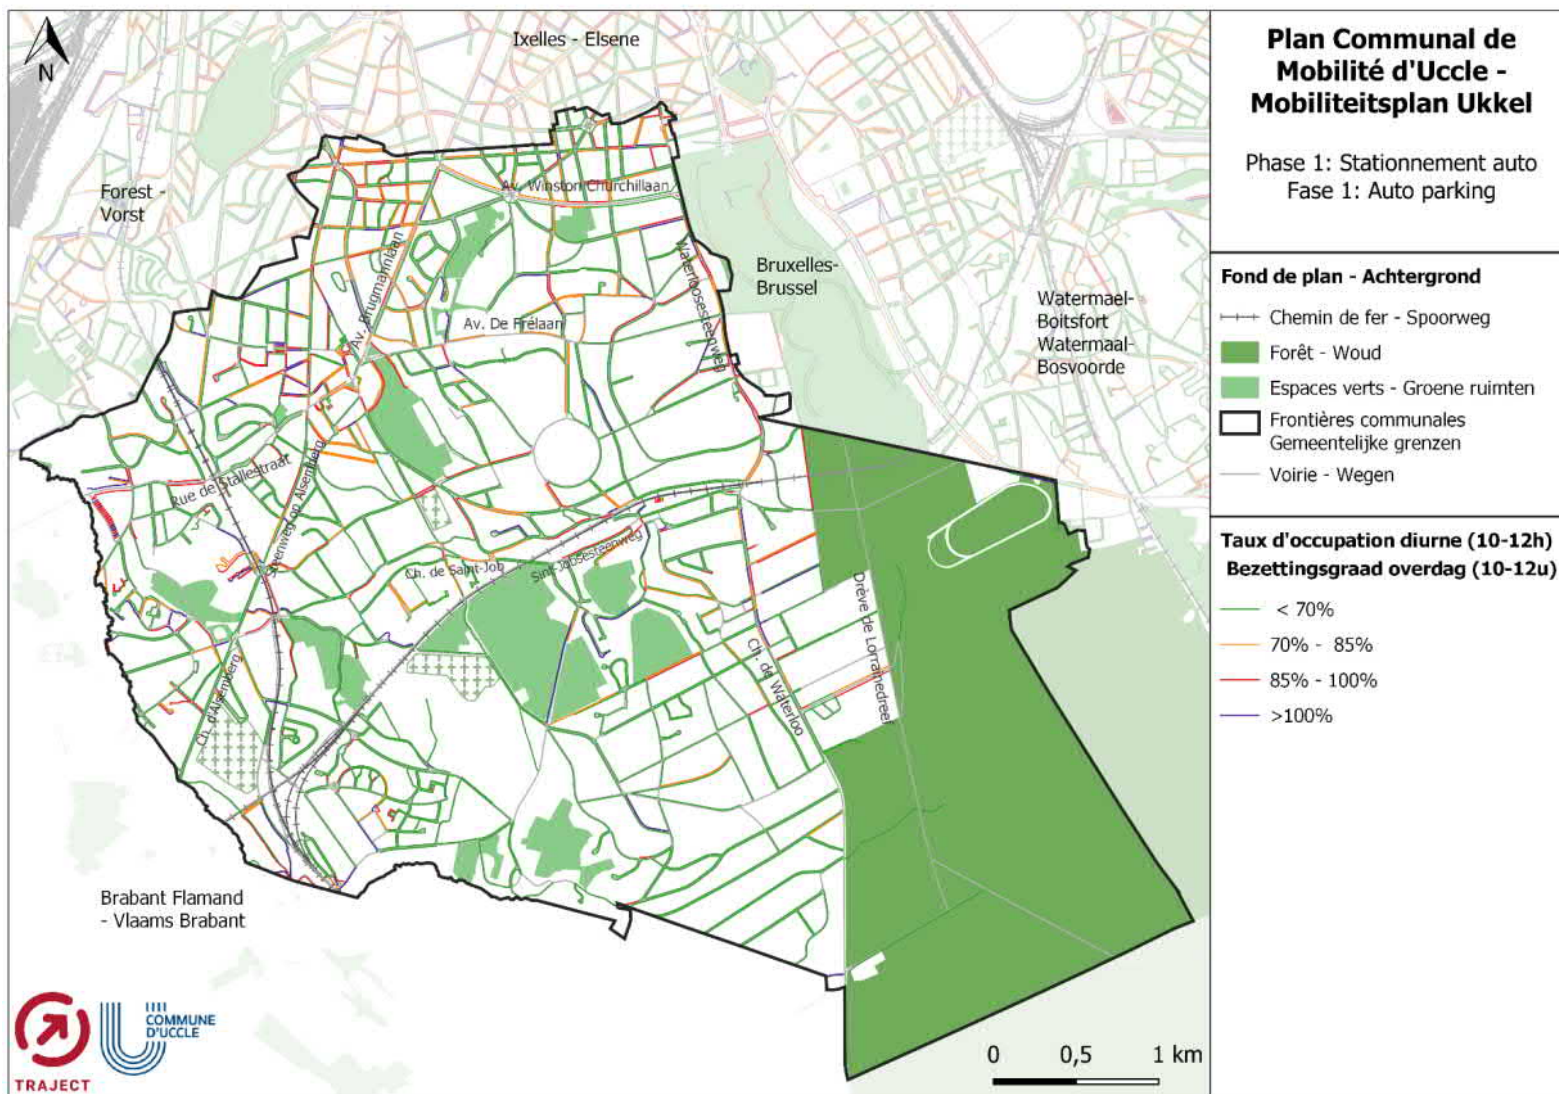 N
Ixelles - Elsene
Forest -
Vorst
Av. Winston Churchillaan
Av. Brugmannlaan
Waterloosesteenweg
Bruxelles-
Brussel
Av. De Frélaan
Watermael-
Boitsfort
Watermaal-
Bosvoorde
Rue de Stallestraat
Steenweg op Alsemberg
Ch. de Saint-Job
Sint-Jobsesteenweg
Drève de Lorrainedreef
Ch. de Waterloo
Ch. d'Alsemberg
Brabant Flamand
- Vlaams Brabant
TRAJECT
COMMUNE
D'UCCLE
0 0,5 1 km
Plan Communal de
Mobilité d'Uccle -
Mobiliteitsplan Ukkel
Phase 1: Stationnement auto
Fase 1: Auto parking
Fond de plan - Achtergrond
Chemin de fer - Spoorweg
Forêt - Woud
Espaces verts - Groene ruimten
Frontières communales
Gemeentelijke grenzen
Voirie - Wegen
Taux d'occupation diurne (10-12h)
Bezettingsgraad overdag (10-12u)
< 70%
70% - 85%
85% - 100%
>100%